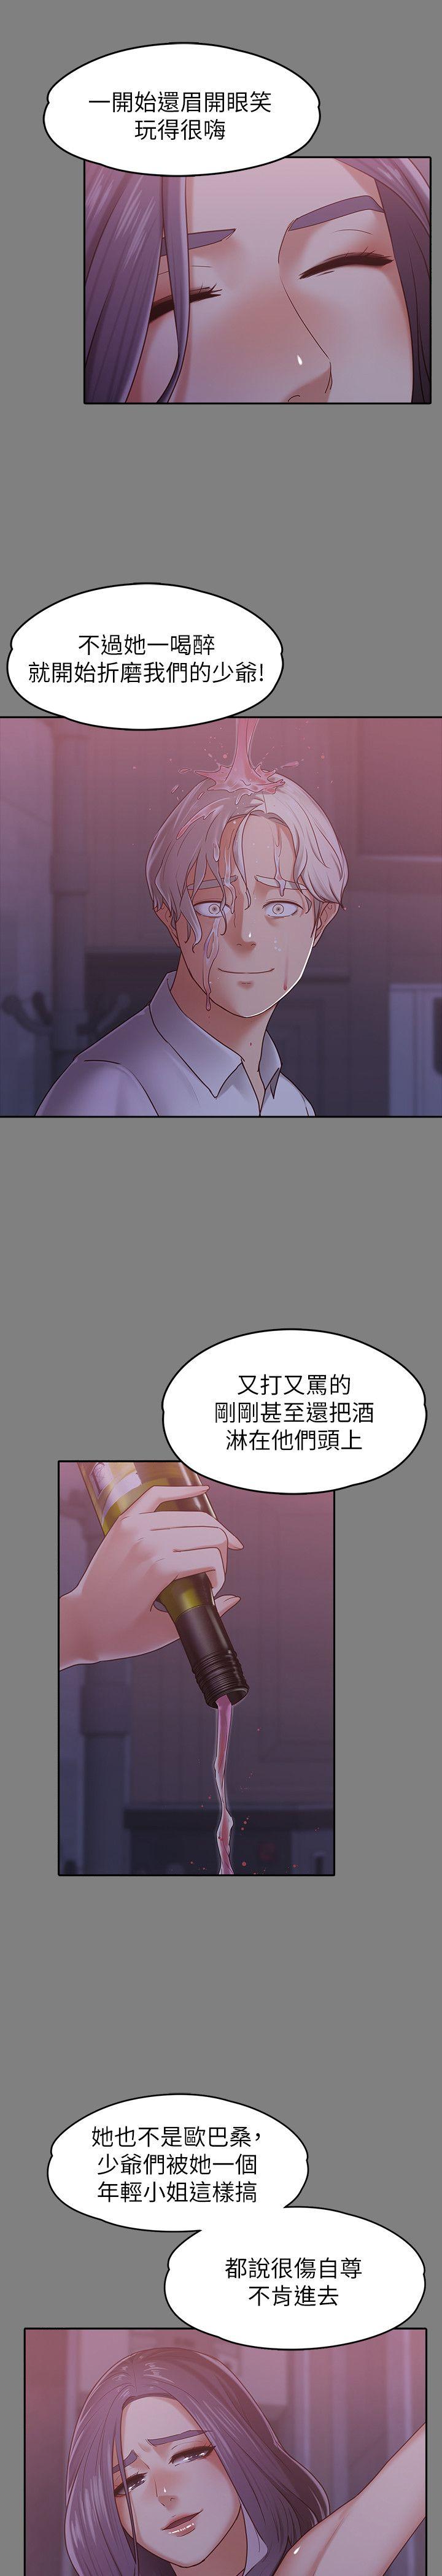 一開始還眉開眼笑
玩得很嗨
不過她一喝醉
就開始折磨我們的少爺!
又打又罵的
剛剛甚至還把酒
淋在他們頭上
她也不是歐巴桑,
少爺們被她一個
年輕小姐這樣搞
都說很傷自尊
不肯進去